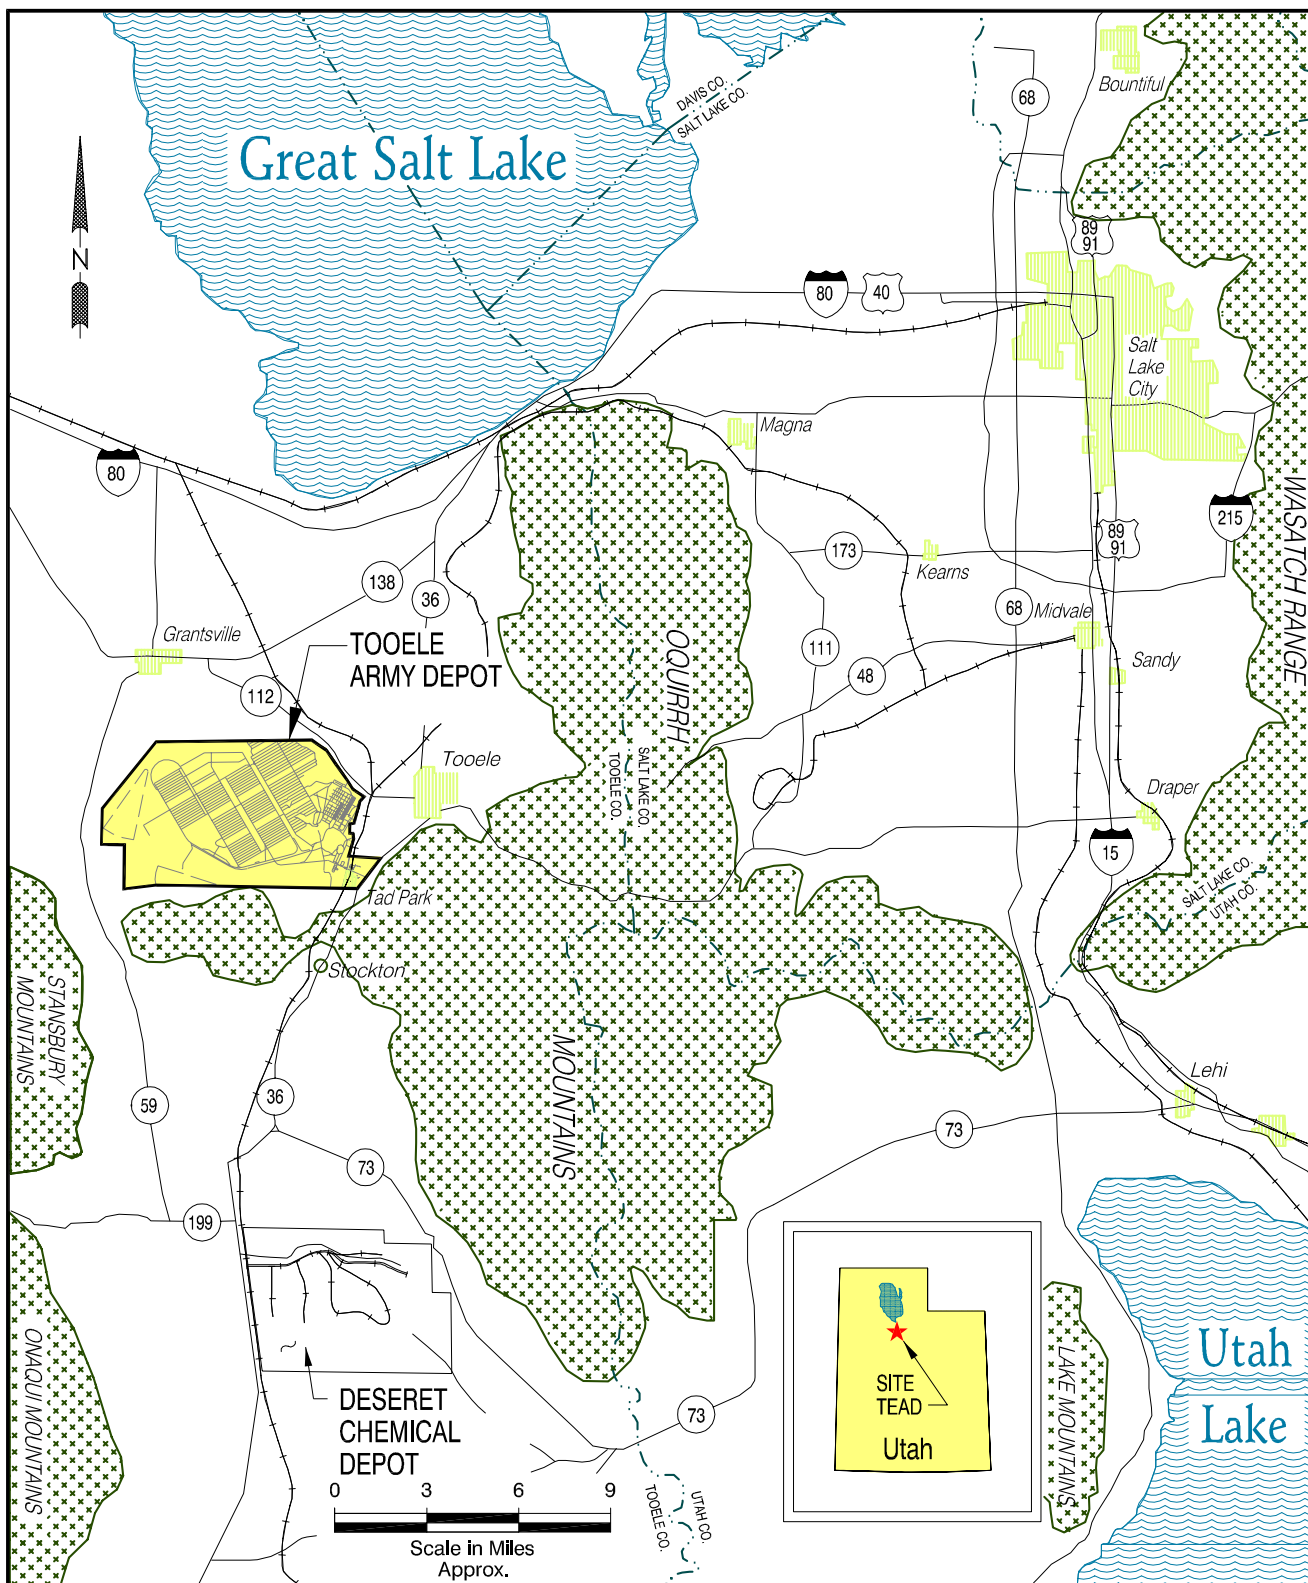 DAVIS CO.
SALT LAKE CO.
68
Bountiful
Great Salt Lake
N
89
91
80
40
Salt
Lake
City
Magna
80
WASATCH RANGE
215
89
91
173
Kearns
138
36
68
Midvale
Grantsville
TOOELE
ARMY DEPOT
OQUIRRH
111
48
Sandy
112
Tooele
SALT LAKE CO.
TOOELE CO.
Draper
15
SALT LAKE CO.
UTAH CO.
Tad Park
Stockton
STANSBURY
MOUNTAINS
MOUNTAINS
Lehi
59
36
73
73
199
ONAQUI MOUNTAINS
DESERET
CHEMICAL
DEPOT
73
SITE
TEAD
Utah
LAKE MOUNTAINS
Utah
Lake
0 3 6 9
Scale in Miles
Approx.
TOOELE CO.
UTAH CO.